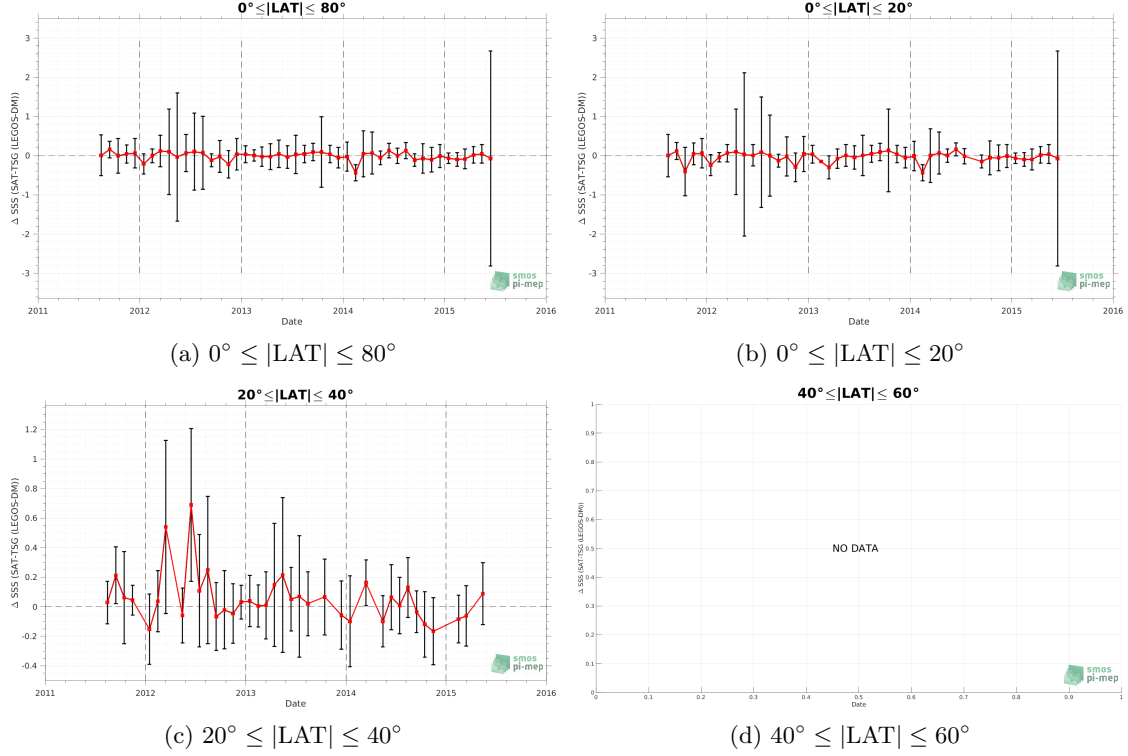 0°≤|LAT|≤ 80°
3
2
1
0
-1
-2
-3
Δ SSS (SAT-TSG (LEGOS-DM))
2011
2012
2013
2014
2015
2016
Date
smos
pi-mep
(a) 0° ≤ |LAT| ≤ 80°
0°≤|LAT|≤ 20°
3
2
1
0
-1
-2
-3
Δ SSS (SAT-TSG (LEGOS-DM))
2011
2012
2013
2014
2015
2016
Date
smos
pi-mep
(b) 0° ≤ |LAT| ≤ 20°
20°≤|LAT|≤ 40°
1.2
1
0.8
0.6
0.4
0.2
0
-0.2
-0.4
Δ SSS (SAT-TSG (LEGOS-DM))
2011
2012
2013
2014
2015
2016
Date
smos
pi-mep
(c) 20° ≤ |LAT| ≤ 40°
40°≤|LAT|≤ 60°
1
0.9
0.8
0.7
0.6
0.5
0.4
0.3
0.2
0.1
0
Δ SSS (SAT-TSG (LEGOS-DM))
NO DATA
0
0.1
0.2
0.3
0.4
0.5
0.6
0.7
0.8
0.9
1
Date
smos
pi-mep
(d) 40° ≤ |LAT| ≤ 60°